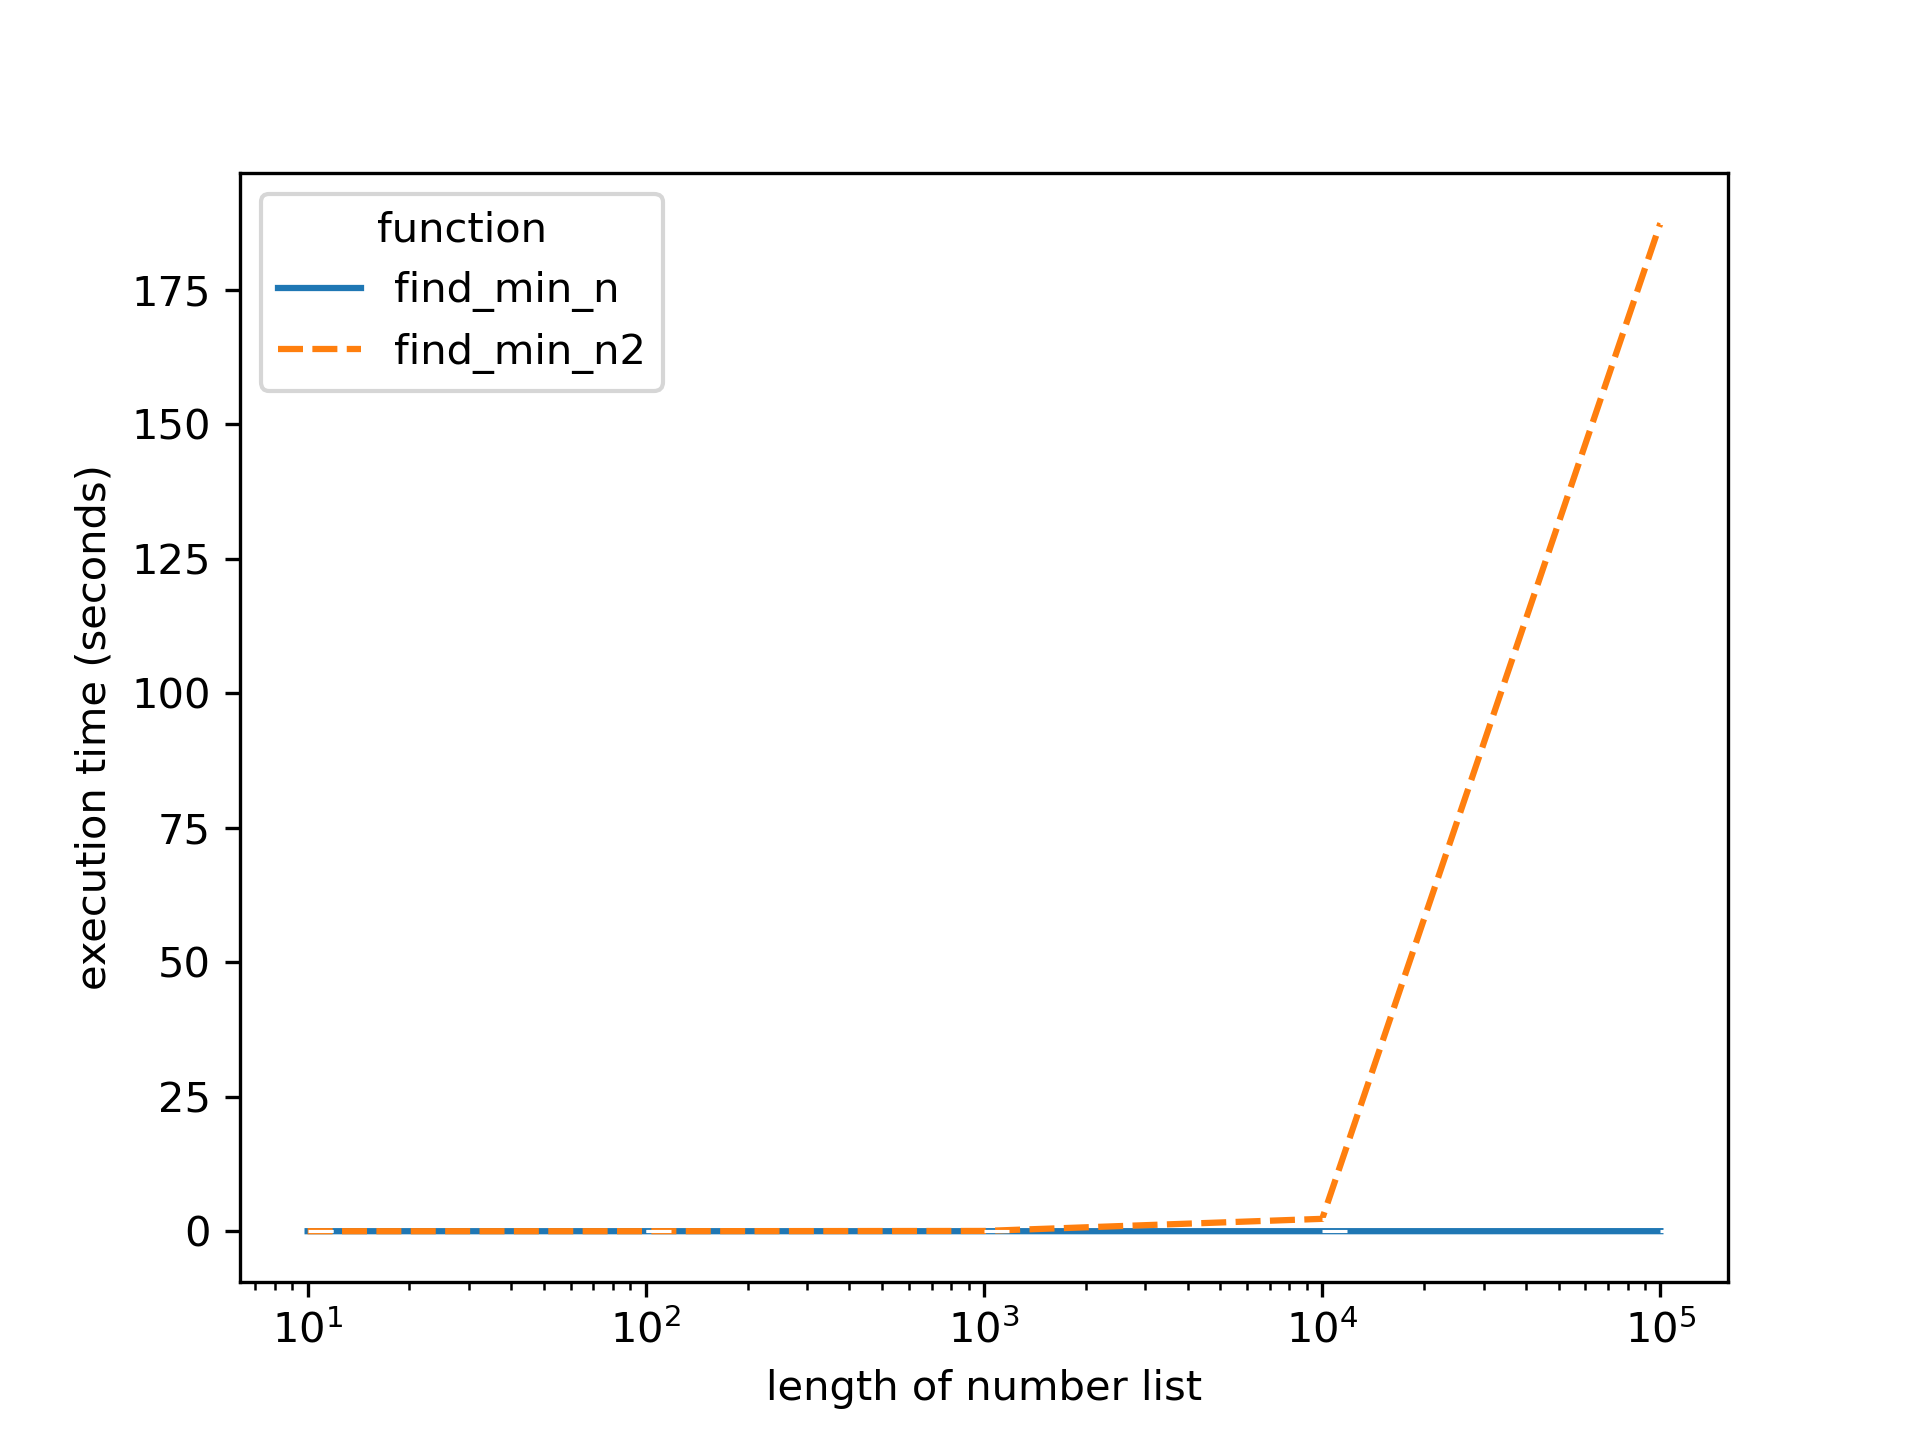 function
find_min_n
find_min_n2
175
150
125
100
75
50
25
0
execution time (seconds)
10¹ 10² 10³ 10⁴ 10⁵
length of number list